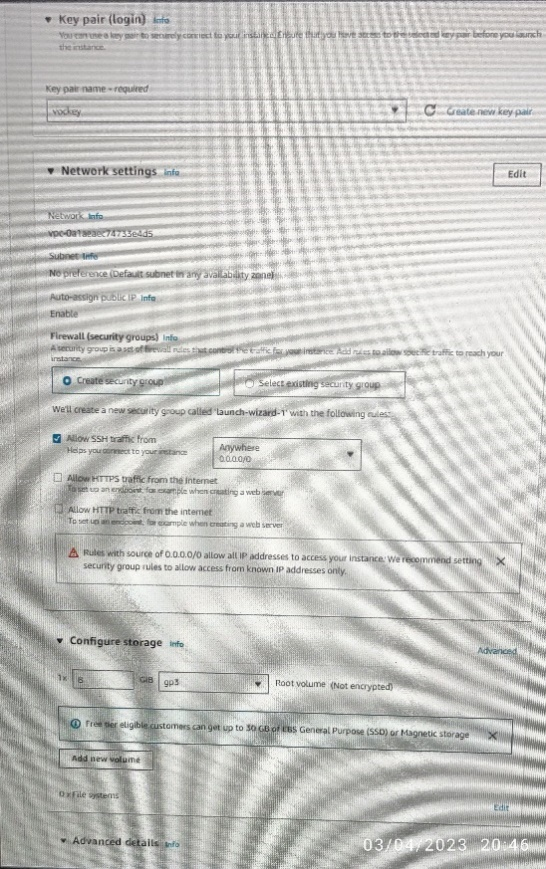 ▼ Key pair (login) Info
You can use a key pair to securely connect to your instance. Ensure that you have access to the selected key pair before you launch
the instance.
Key pair name - required
vockey
Create new key pair
▼ Network settings Info
Edit
Network Info
vpc-0a1aeaec74733e4d5
Subnet Info
No preference (Default subnet in any availability zone)
Auto-assign public IP Info
Enable
Firewall (security groups) Info
A security group is a set of firewall rules that control the traffic for your instance. Add rules to allow specific traffic to reach your
instance.
Create security group
Select existing security group
We'll create a new security group called 'launch-wizard-1' with the following rules:
Allow SSH traffic from
Helps you connect to your instance
Anywhere
0.0.0.0/0
Allow HTTPS traffic from the internet
To set up an endpoint, for example when creating a web server
Allow HTTP traffic from the internet
To set up an endpoint, for example when creating a web server
Rules with source of 0.0.0.0/0 allow all IP addresses to access your instance. We recommend setting
security group rules to allow access from known IP addresses only.
▼ Configure storage Info
Advanced
1x 8 GiB gp3 Root volume (Not encrypted)
Free tier eligible customers can get up to 30 GB of EBS General Purpose (SSD) or Magnetic storage
Add new volume
0 x File systems
Edit
▼ Advanced details Info
03/04/2023 20:46